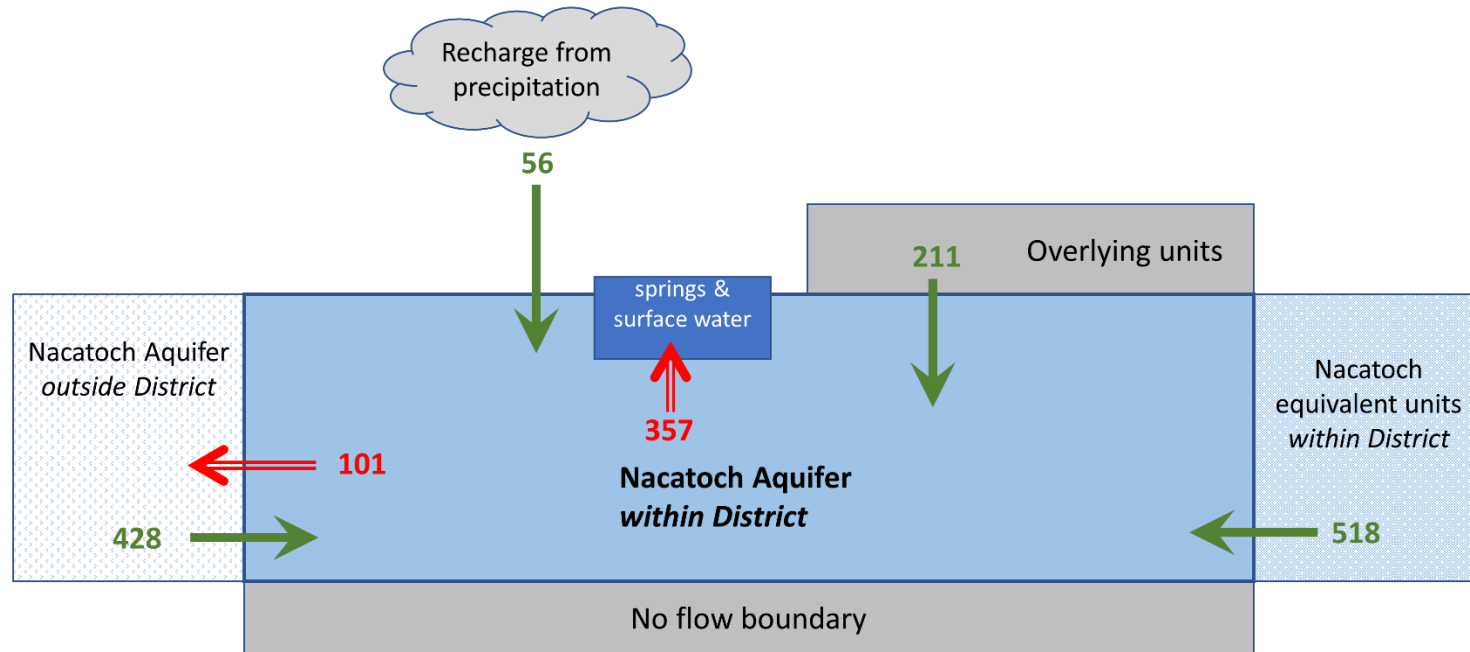 Recharge from
precipitation
56
211
Overlying units
springs &
surface water
Nacatoch Aquifer
outside District
Nacatoch
equivalent units
within District
357
101
Nacatoch Aquifer
within District
428
518
No flow boundary